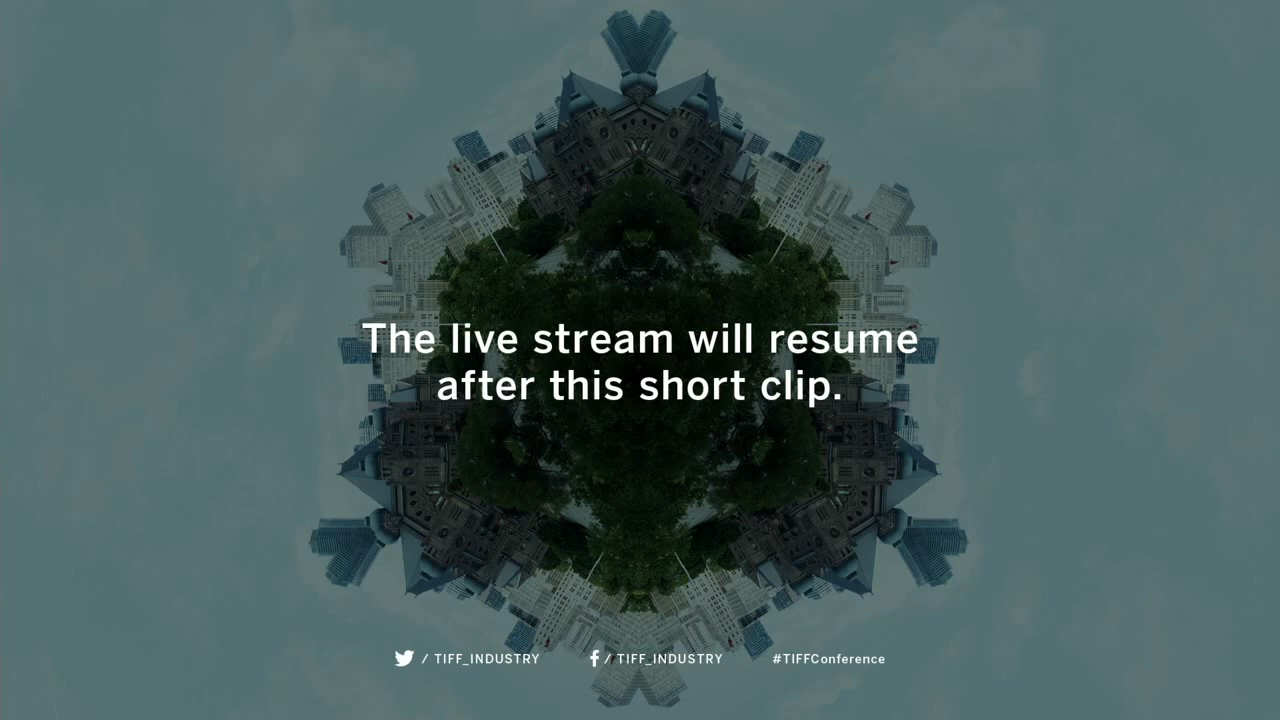 The live stream will resume
after this short clip.
/ TIFF_INDUSTRY / TIFF_INDUSTRY #TIFFConference